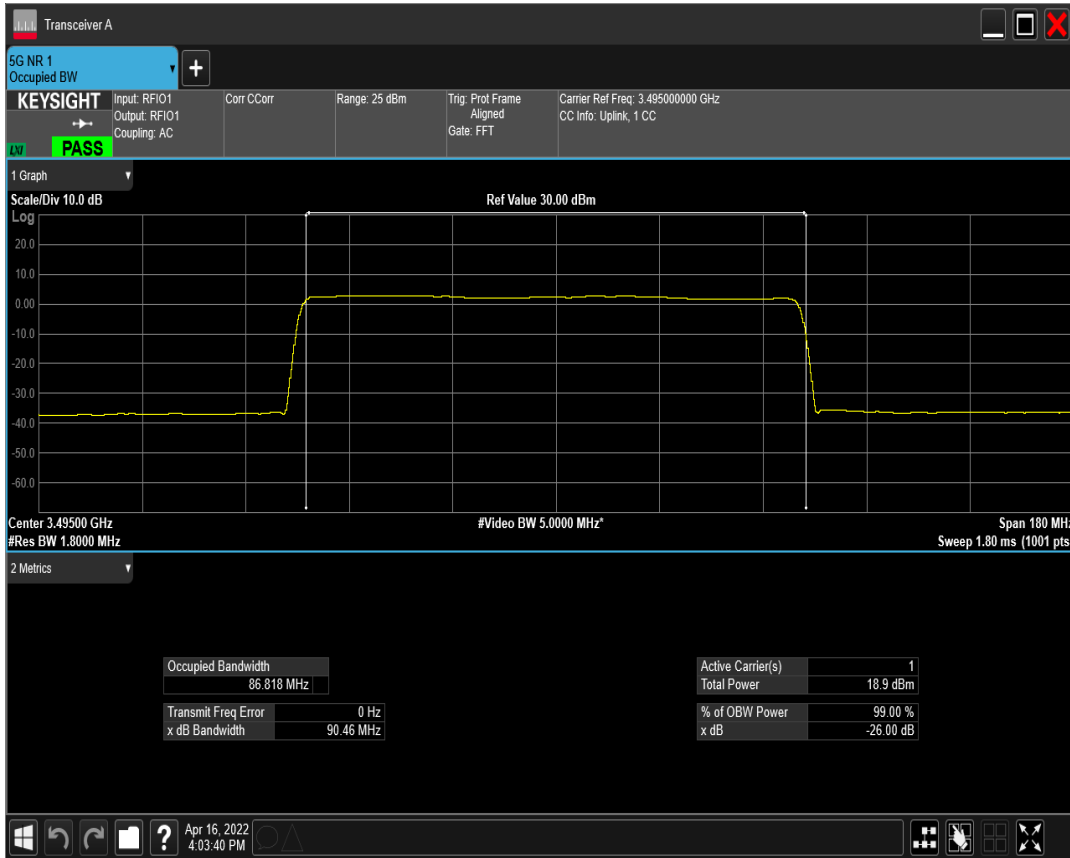 Transceiver A
5G NR 1
Occupied BW
+
KEYSIGHT
LXI
PASS
Input: RFIO1
Output: RFIO1
Coupling: AC
Corr CCorr
Range: 25 dBm
Trig: Prot Frame
Aligned
Gate: FFT
Carrier Ref Freq: 3.495000000 GHz
CC Info: Uplink, 1 CC
1 Graph
Scale/Div 10.0 dB
Ref Value 30.00 dBm
Log
20.0
10.0
0.00
-10.0
-20.0
-30.0
-40.0
-50.0
-60.0
Center 3.49500 GHz
#Video BW 5.0000 MHz*
Span 180 MHz
#Res BW 1.8000 MHz
Sweep 1.80 ms (1001 pts
2 Metrics
Occupied Bandwidth
86.818 MHz
Transmit Freq Error 0 Hz
x dB Bandwidth 90.46 MHz
Active Carrier(s) 1
Total Power 18.9 dBm
% of OBW Power 99.00 %
x dB -26.00 dB
?
Apr 16, 2022
4:03:40 PM